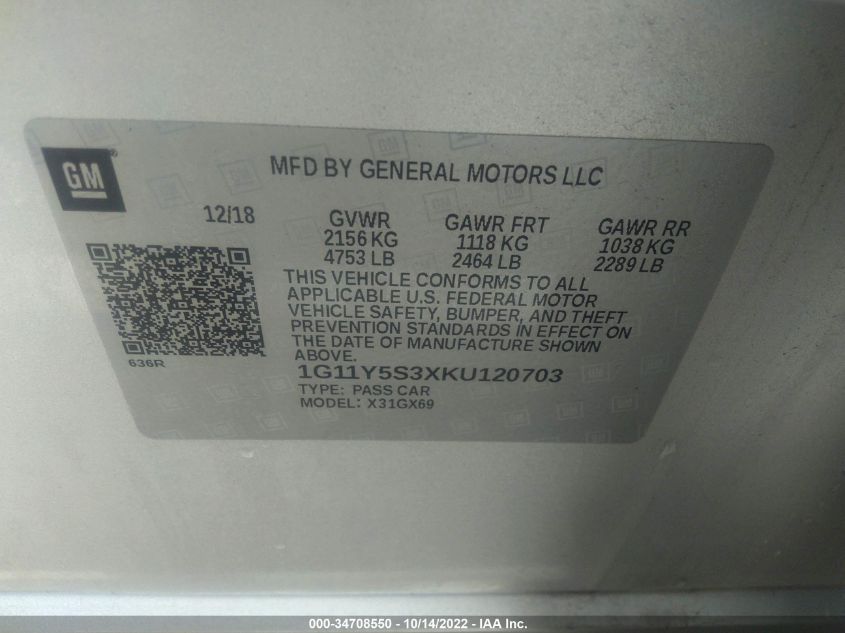 GM®
MFD BY GENERAL MOTORS LLC
12/18
GVWR GAWR FRT GAWR RR
2156 KG 1118 KG 1038 KG
4753 LB 2464 LB 2289 LB
THIS VEHICLE CONFORMS TO ALL
APPLICABLE U.S. FEDERAL MOTOR
VEHICLE SAFETY, BUMPER, AND THEFT
PREVENTION STANDARDS IN EFFECT ON
THE DATE OF MANUFACTURE SHOWN
ABOVE.
636R
1G11Y5S3XKU120703
TYPE: PASS CAR
MODEL: X31GX69
000-34708550 - 10/14/2022 - IAA Inc.